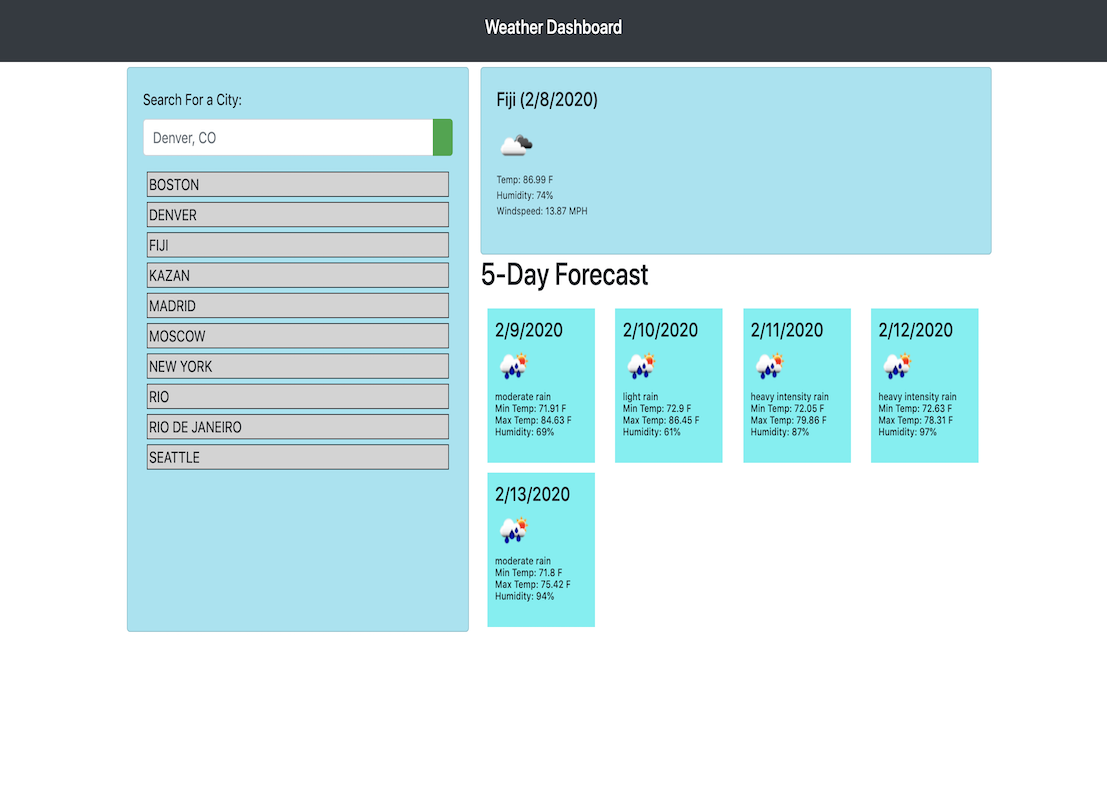 Weather Dashboard
Search For a City:
Denver, CO
BOSTON
DENVER
FIJI
KAZAN
MADRID
MOSCOW
NEW YORK
RIO
RIO DE JANEIRO
SEATTLE
Fiji (2/8/2020)
Temp: 86.99 F
Humidity: 74%
Windspeed: 13.87 MPH
5-Day Forecast
2/9/2020
moderate rain
Min Temp: 71.91 F
Max Temp: 84.63 F
Humidity: 69%
2/10/2020
light rain
Min Temp: 72.9 F
Max Temp: 86.45 F
Humidity: 61%
2/11/2020
heavy intensity rain
Min Temp: 72.05 F
Max Temp: 79.86 F
Humidity: 87%
2/12/2020
heavy intensity rain
Min Temp: 72.63 F
Max Temp: 78.31 F
Humidity: 97%
2/13/2020
moderate rain
Min Temp: 71.8 F
Max Temp: 75.42 F
Humidity: 94%